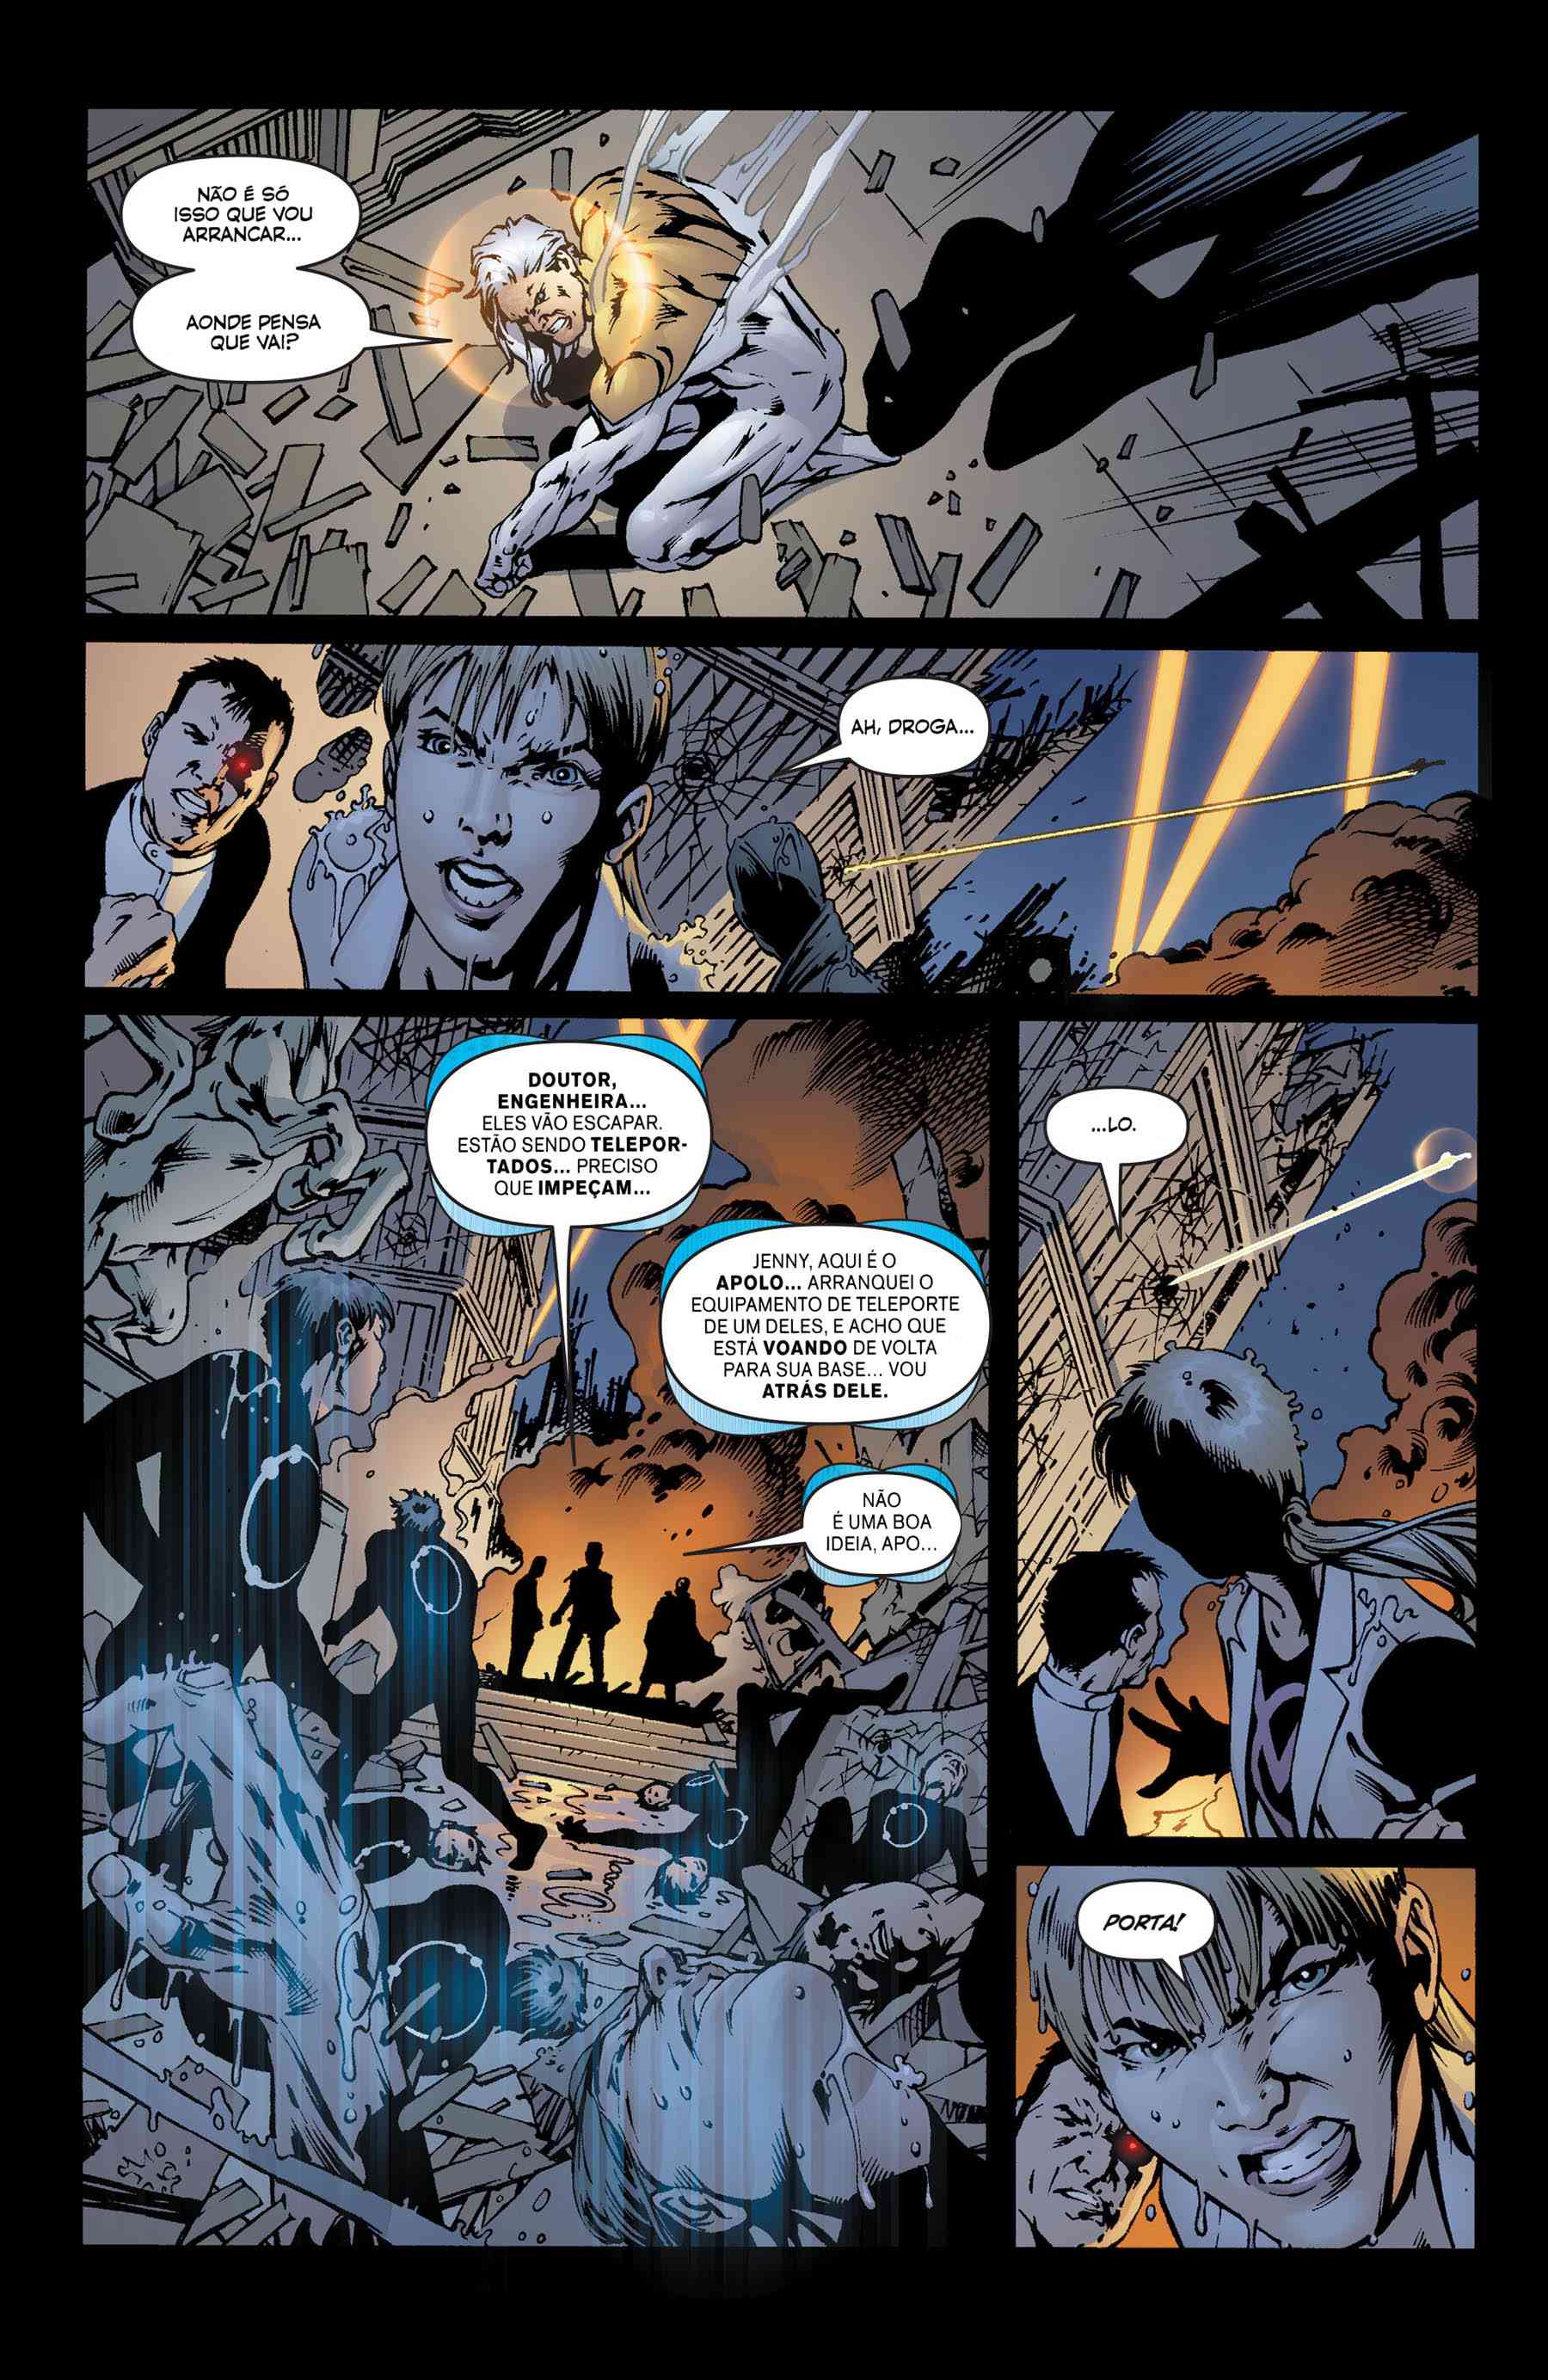 NÃO É SÓ
ISSO QUE VOU
ARRANCAR...
AONDE PENSA
QUE VAI?
AH, DROGA...
DOUTOR,
ENGENHEIRA...
ELES VÃO ESCAPAR.
ESTÃO SENDO TELEPOR-
TADOS... PRECISO
QUE IMPEÇAM...
JENNY, AQUI É O
APOLO... ARRANQUEI O
EQUIPAMENTO DE TELEPORTE
DE UM DELES, E ACHO QUE
ESTÁ VOANDO DE VOLTA
PARA SUA BASE... VOU
ATRÁS DELE.
NÃO
É UMA BOA
IDEIA, APO...
...LO.
PORTA!